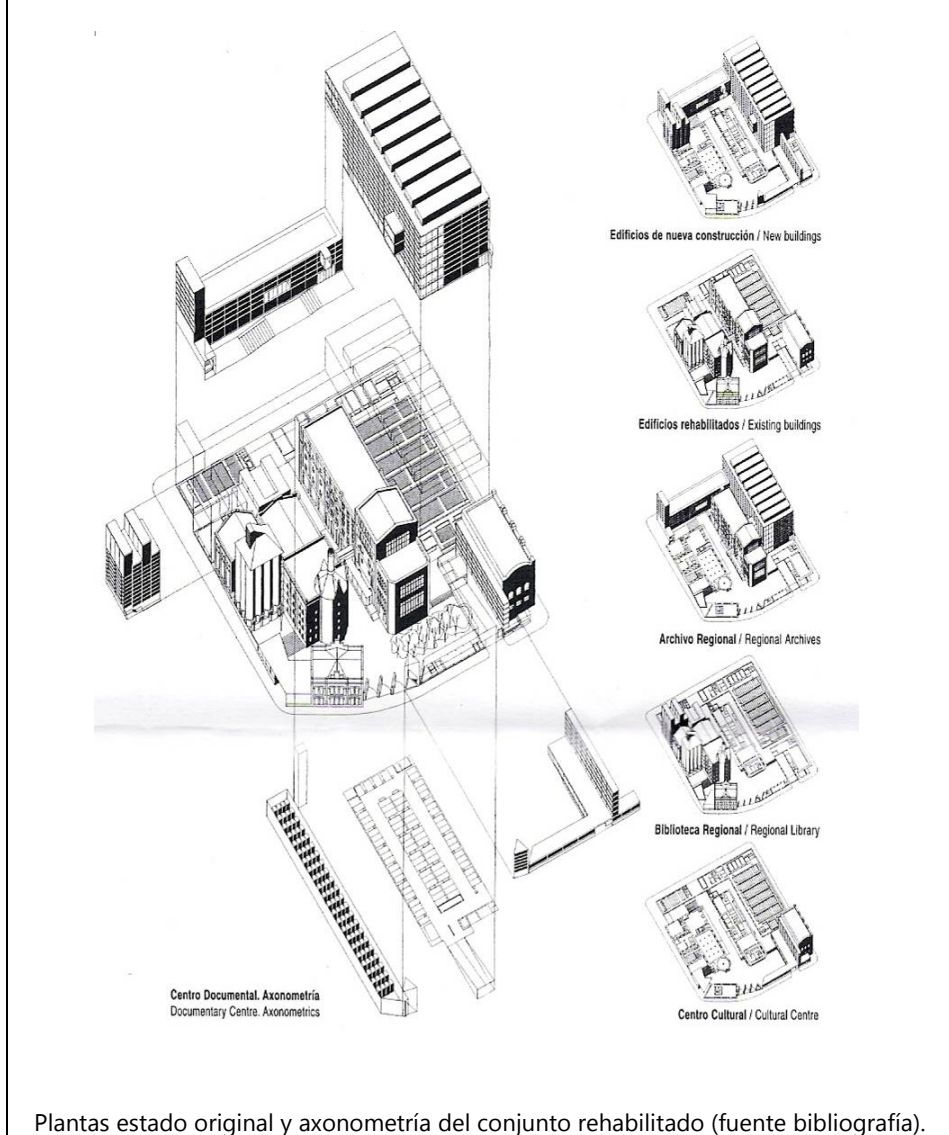 Edificios de nueva construcción / New buildings
Edificios rehabilitados / Existing buildings
Archivo Regional / Regional Archives
Biblioteca Regional / Regional Library
Centro Cultural / Cultural Centre
Centro Documental. Axonometría
Documentary Centre. Axonometrics
Plantas estado original y axonometría del conjunto rehabilitado (fuente bibliografía).